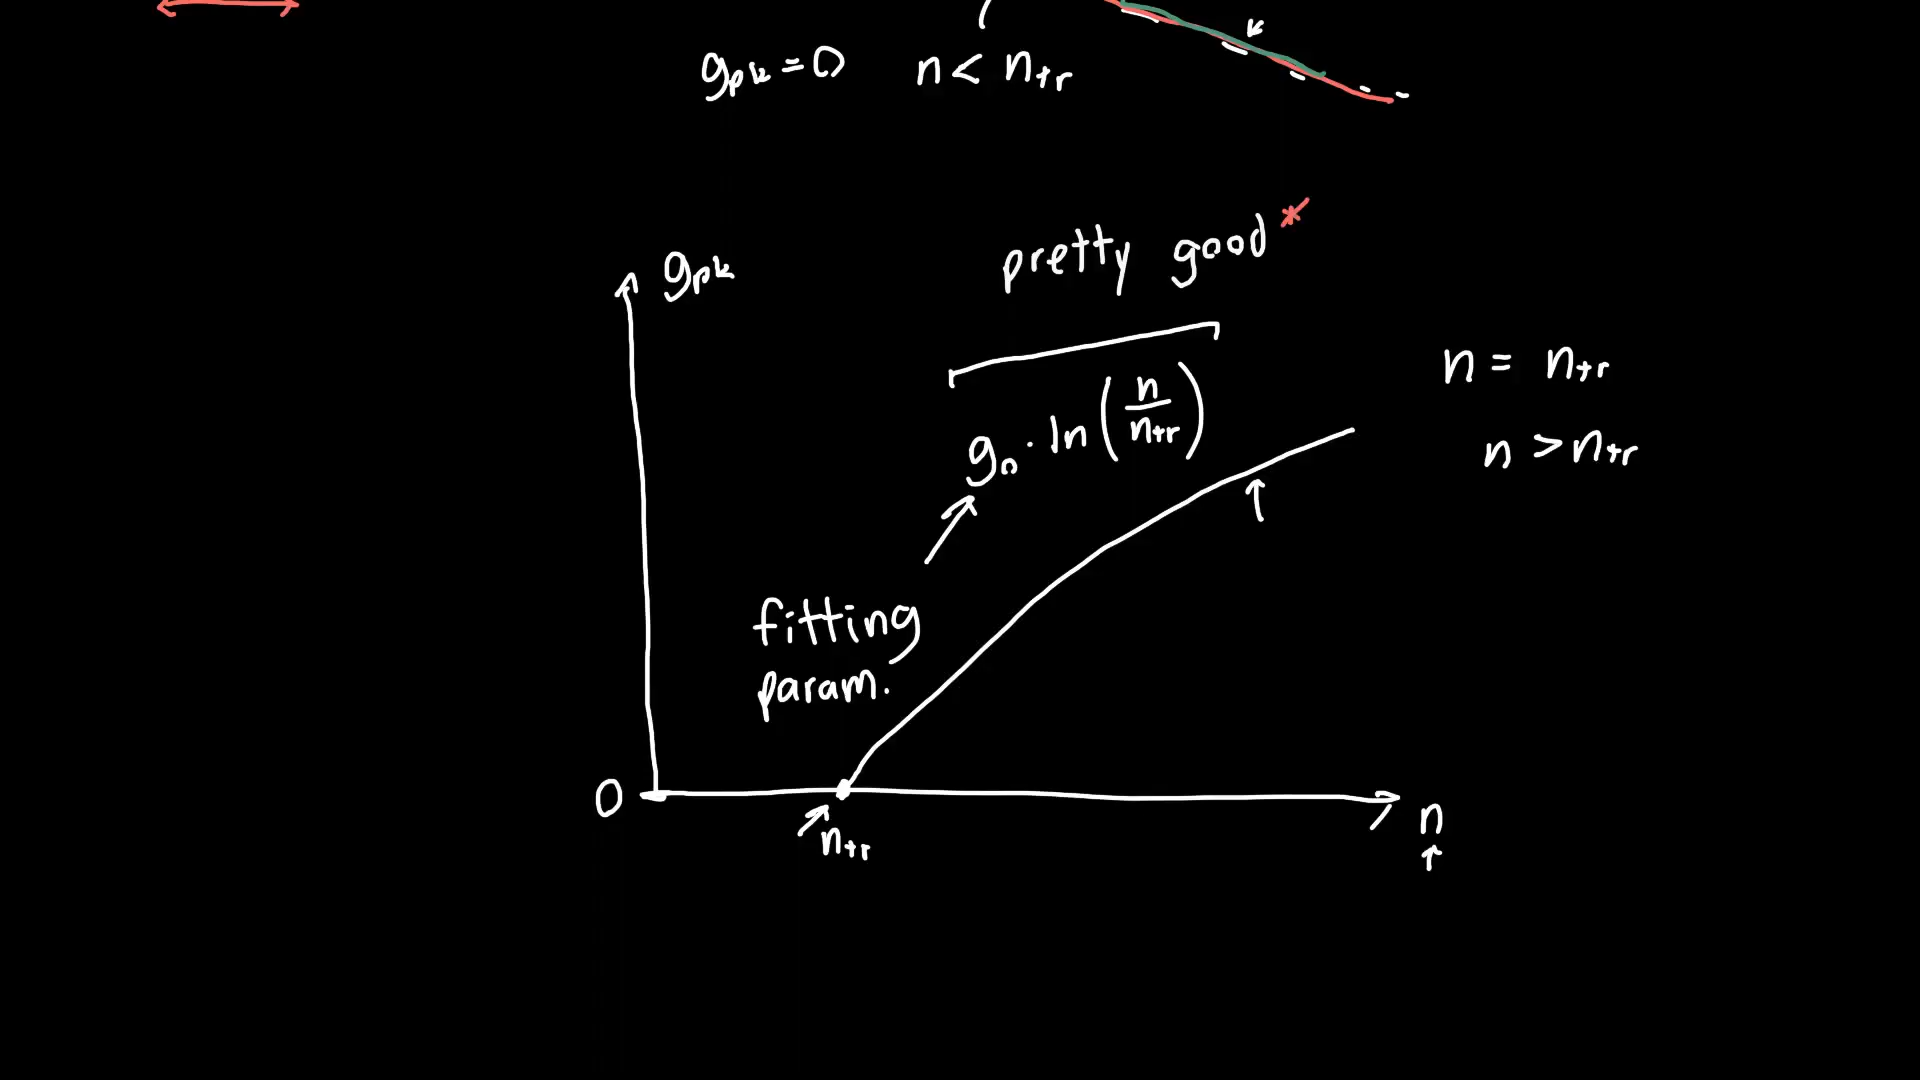 g_pk = 0 n < n_tr
pretty good*
g_pk
g_0 · ln(n/n_tr)
n = n_tr
n > n_tr
fitting
param.
0
n
n_tr